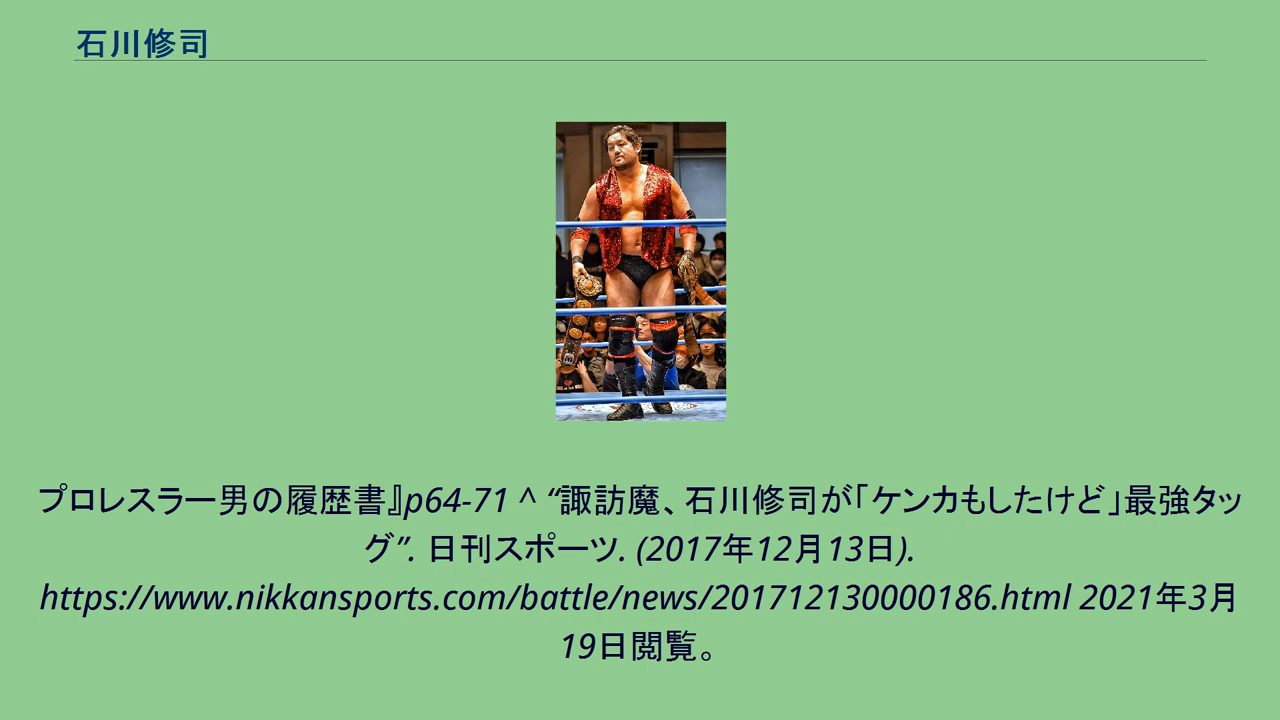 石川修司
プロレスラー男の履歴書』p64-71 ^ “諏訪魔、石川修司が「ケンカもしたけど」最強タッ
グ”. 日刊スポーツ. (2017年12月13日).
https://www.nikkansports.com/battle/news/201712130000186.html 2021年3月
19日閲覧。